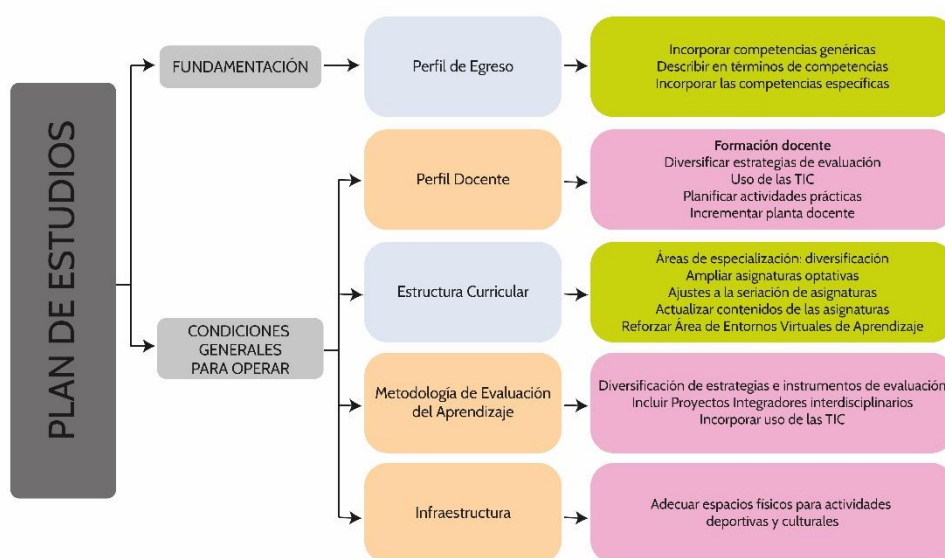 PLAN DE ESTUDIOS
FUNDAMENTACIÓN
Perfil de Egreso
Incorporar competencias genéricas
Describir en términos de competencias
Incorporar las competencias específicas
CONDICIONES
GENERALES
PARA OPERAR
Perfil Docente
Formación docente
Diversificar estrategias de evaluación
Uso de las TIC
Planificar actividades prácticas
Incrementar planta docente
Estructura Curricular
Áreas de especialización: diversificación
Ampliar asignaturas optativas
Ajustes a la seriación de asignaturas
Actualizar contenidos de las asignaturas
Reforzar Área de Entornos Virtuales de Aprendizaje
Metodología de Evaluación
del Aprendizaje
Diversificación de estrategias e instrumentos de evaluación
Incluir Proyectos Integradores interdisciplinarios
Incorporar uso de las TIC
Infraestructura
Adecuar espacios físicos para actividades
deportivas y culturales